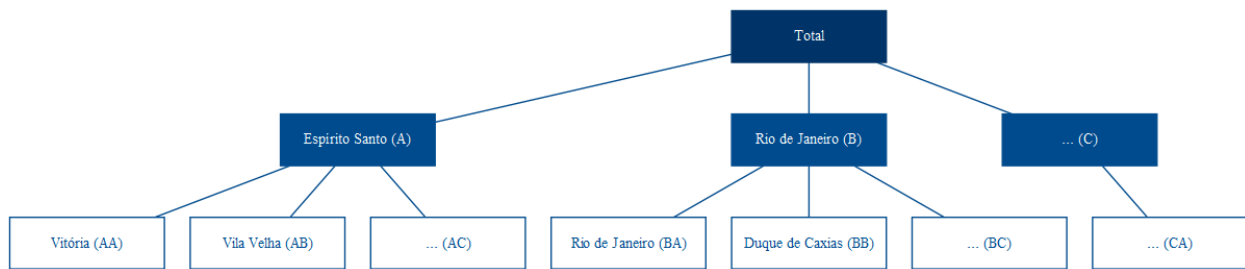 Total
Espírito Santo (A)
Rio de Janeiro (B)
... (C)
Vitória (AA)
Vila Velha (AB)
... (AC)
Rio de Janeiro (BA)
Duque de Caxias (BB)
... (BC)
... (CA)